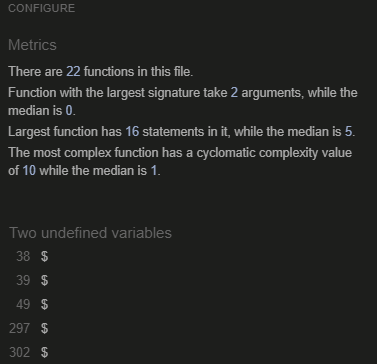 CONFIGURE
Metrics
There are 22 functions in this file.
Function with the largest signature take 2 arguments, while the
median is 0.
Largest function has 16 statements in it, while the median is 5.
The most complex function has a cyclomatic complexity value
of 10 while the median is 1.
Two undefined variables
38 $
39 $
49 $
297 $
302 $